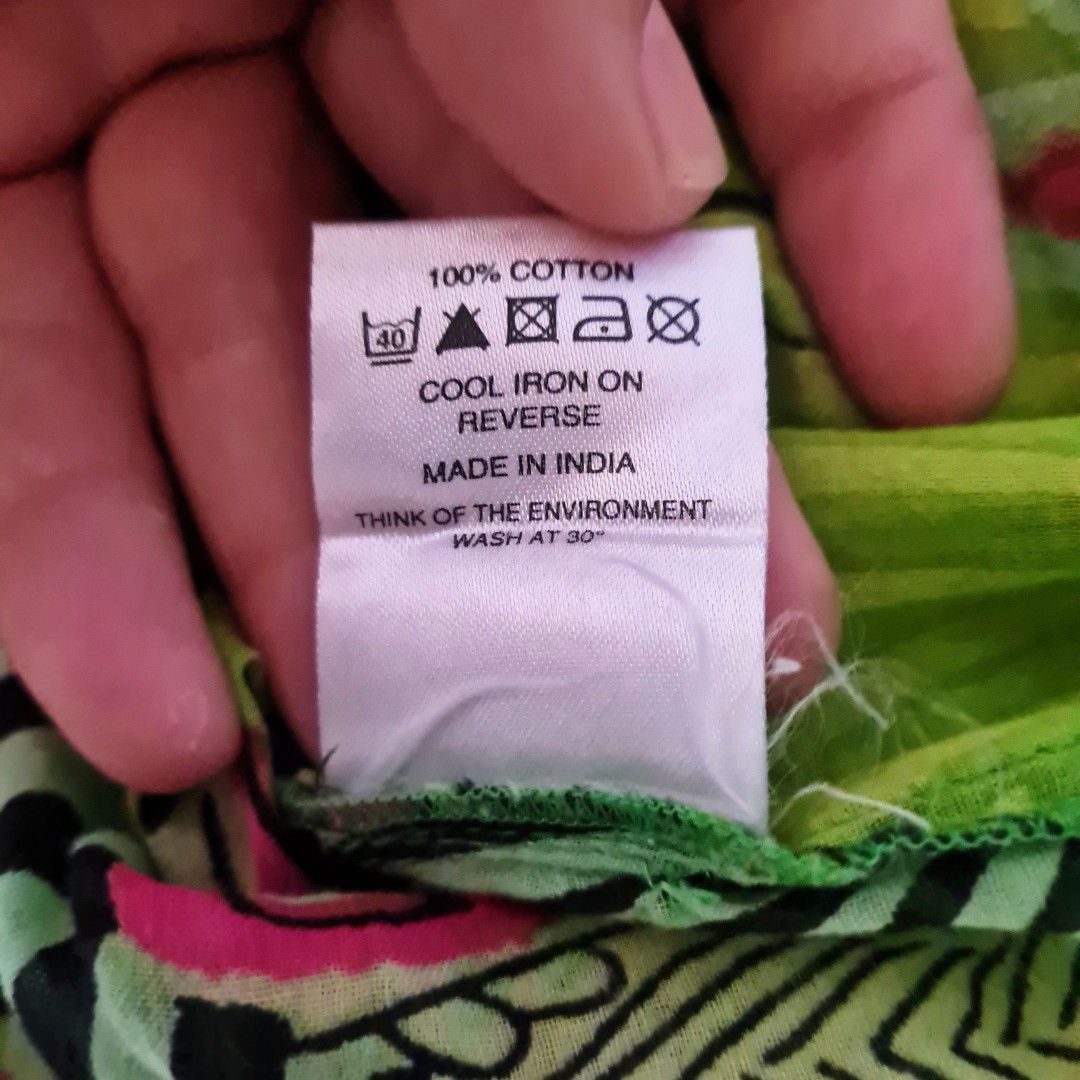 100% COTTON
40
COOL IRON ON
REVERSE
MADE IN INDIA
THINK OF THE ENVIRONMENT
WASH AT 30°